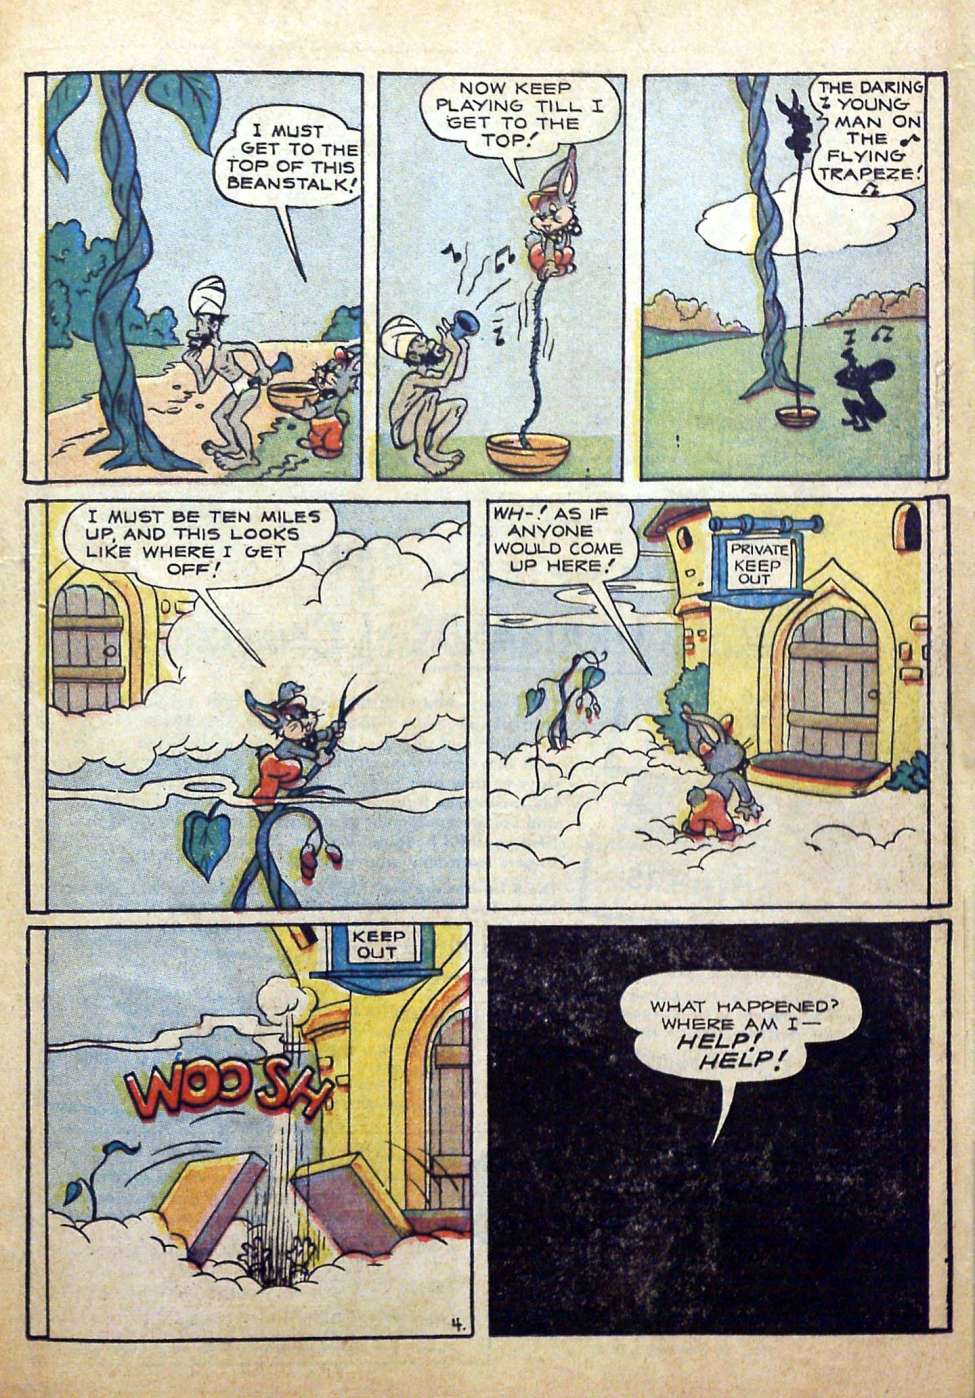 I MUST
GET TO THE
TOP OF THIS
BEANSTALK!
NOW KEEP
PLAYING TILL I
GET TO THE
TOP!
THE DARING
YOUNG
MAN ON
THE
FLYING
TRAPEZE!
I MUST BE TEN MILES
UP, AND THIS LOOKS
LIKE WHERE I GET
OFF!
WH-! AS IF
ANYONE
WOULD COME
UP HERE!
PRIVATE
KEEP
OUT
KEEP
OUT
WOOSH
4.
WHAT HAPPENED?
WHERE AM I—
HELP!
HELP!